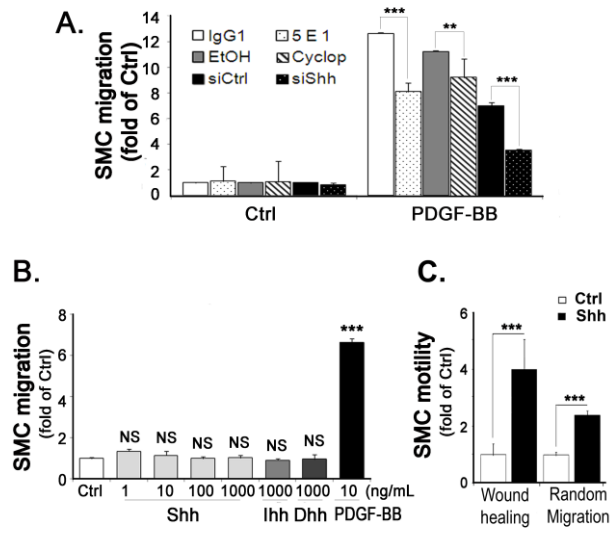 A.
SMC migration
(fold of Ctrl)
14
12
10
8
6
4
2
0
IgG1
5 E 1
EtOH
Cyclop
siCtrl
siShh
***
**
***
Ctrl
PDGF-BB
B.
SMC migration
(fold of Ctrl)
8
6
4
2
0
NS
NS
NS
NS
NS
NS
***
Ctrl
1
10
100
1000
1000
1000
10
(ng/mL
Shh
Ihh
Dhh
PDGF-BB
C.
Ctrl
Shh
SMC motility
(fold of Ctrl)
6
4
2
0
***
***
Wound
healing
Random
Migration